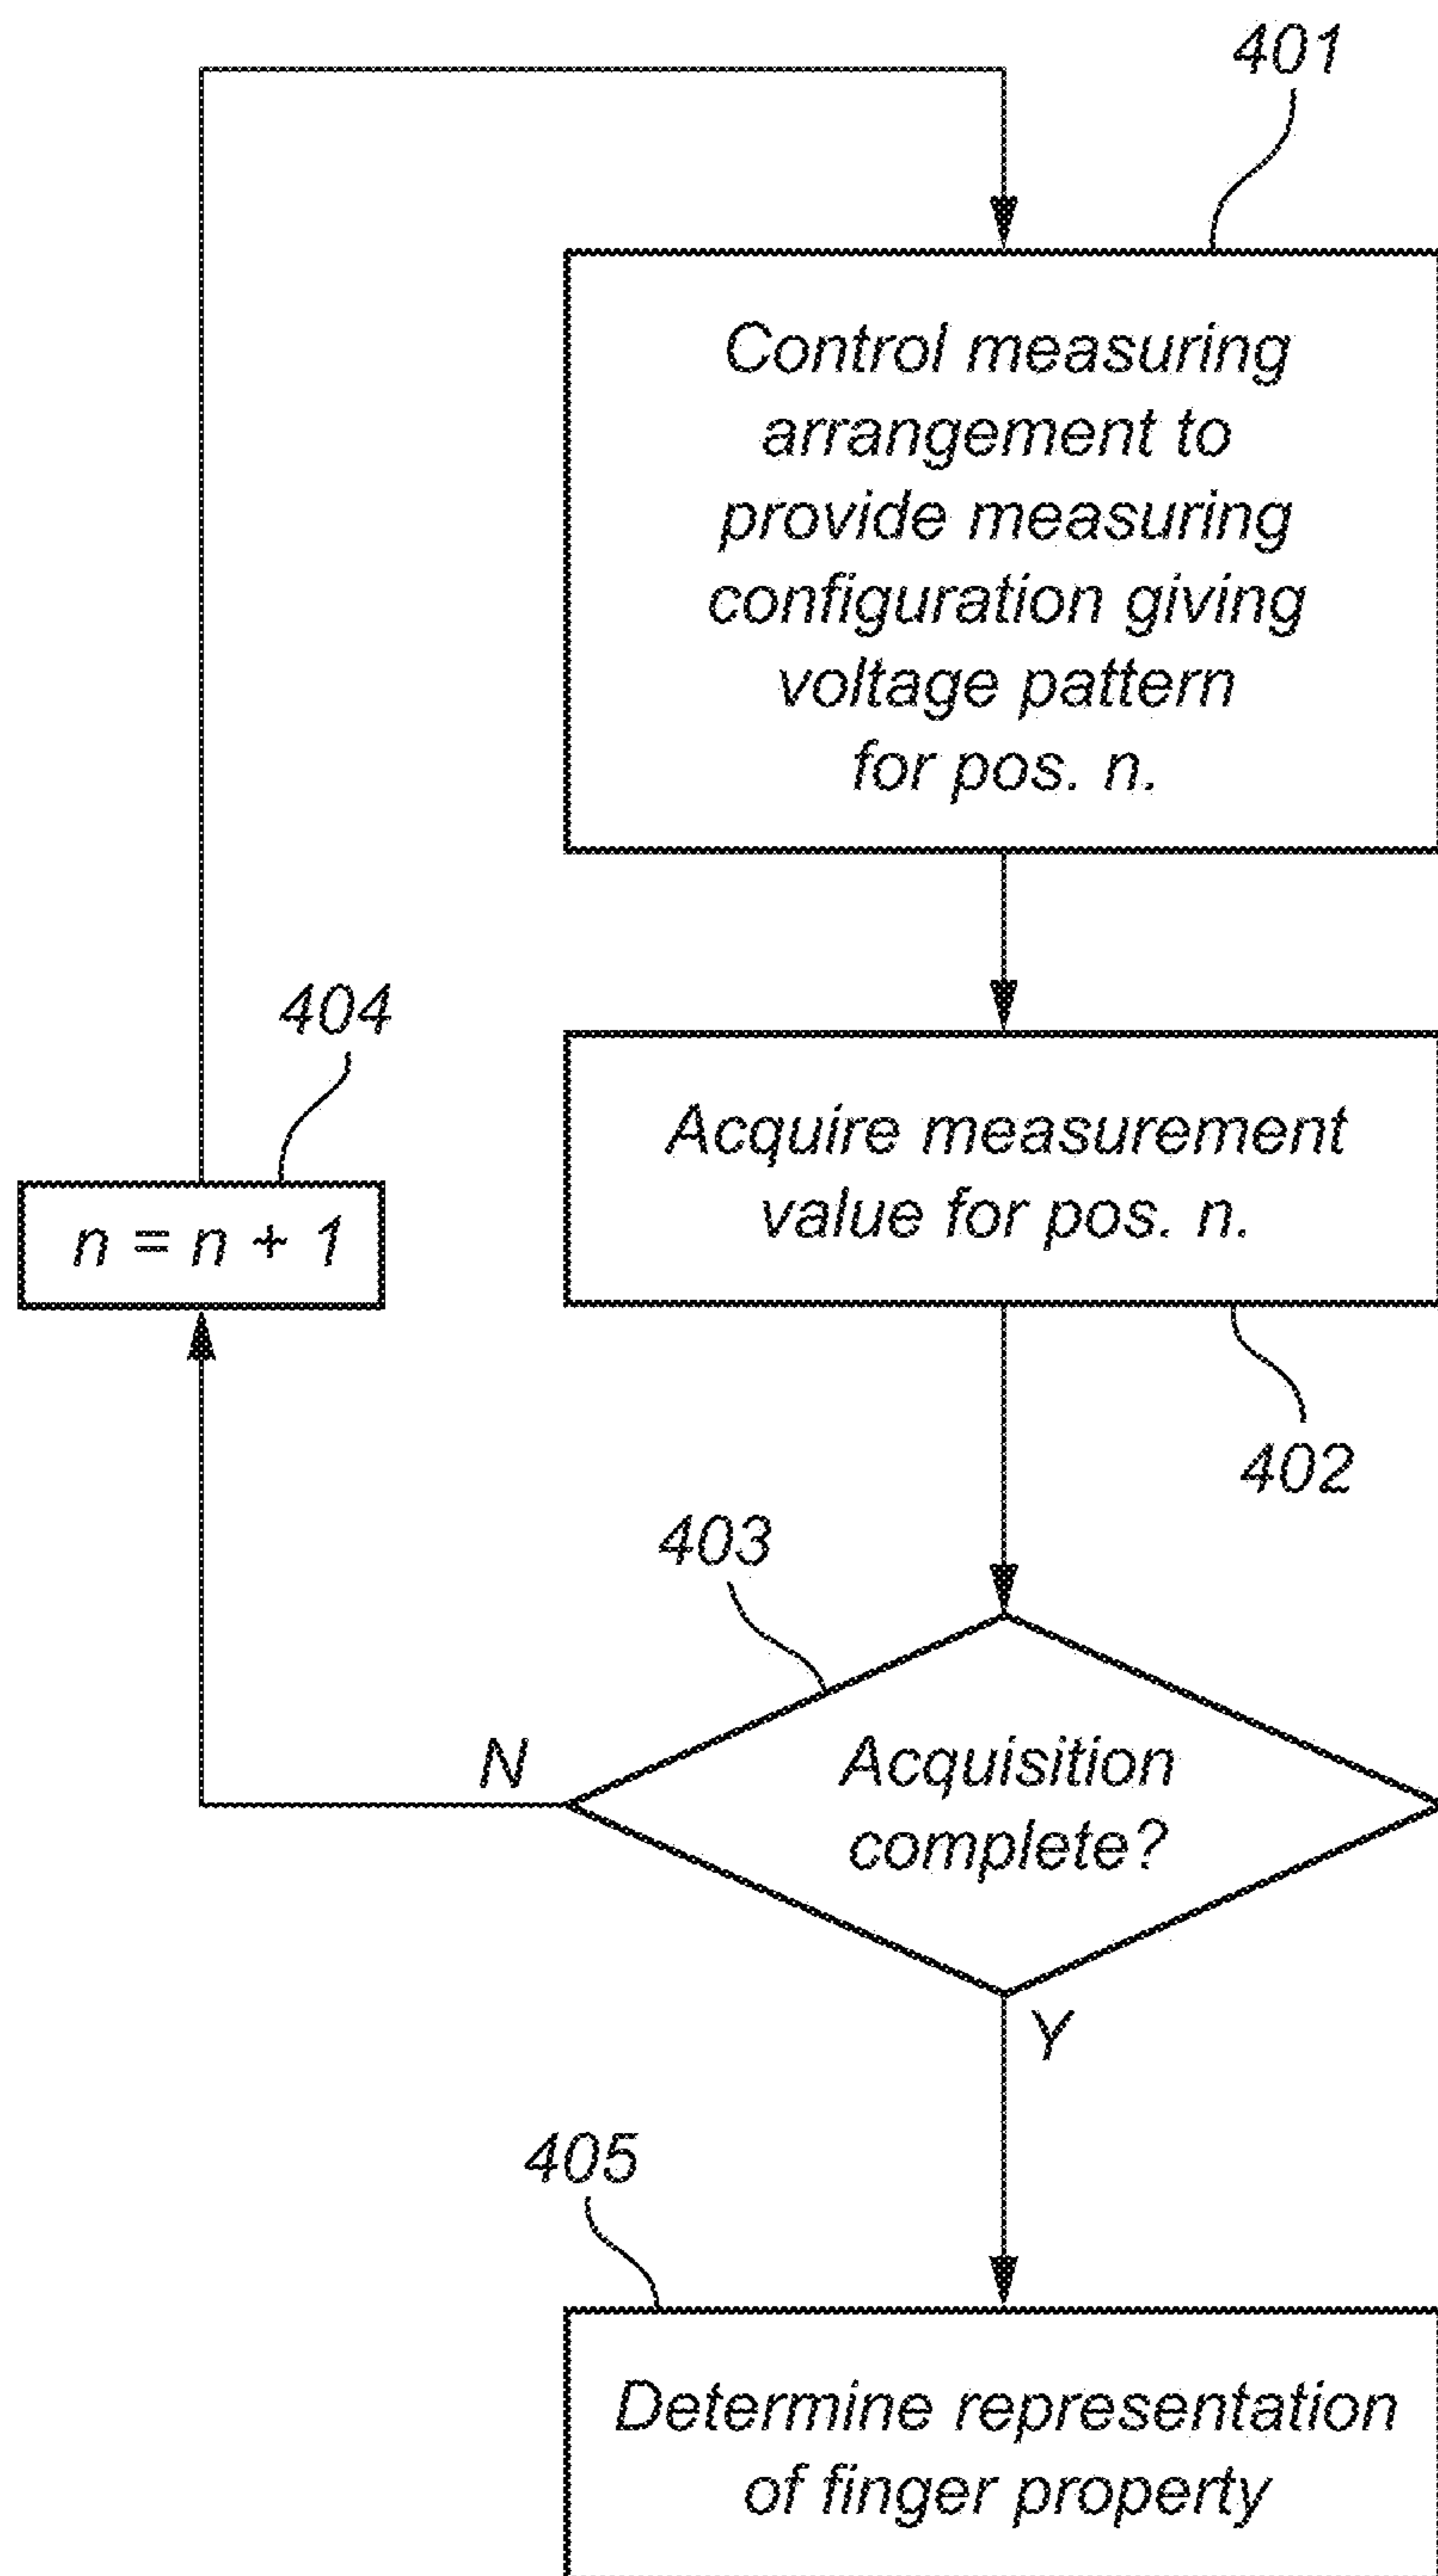 401
Control measuring
arrangement to
provide measuring
configuration giving
voltage pattern
for pos. n.
404
n = n + 1
Acquire measurement
value for pos. n.
402
403
N
Acquisition
complete?
Y
405
Determine representation
of finger property